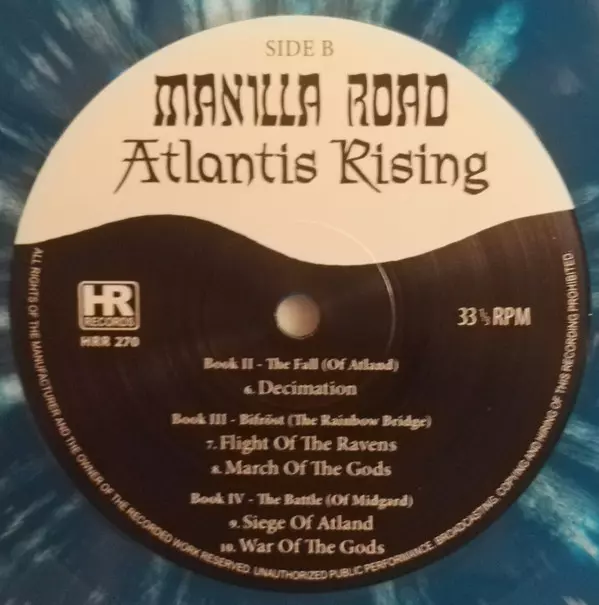 SIDE B
MANILLA ROAD
Atlantis Rising
HR
RECORDS
HRR 270
33 ⅓ RPM
Book II - The Fall (Of Atland)
6. Decimation
Book III - Bifröst (The Rainbow Bridge)
7. Flight Of The Ravens
8. March Of The Gods
Book IV - The Battle (Of Midgard)
9. Siege Of Atland
10. War Of The Gods
ALL RIGHTS OF THE MANUFACTURER AND THE OWNER OF THE RECORDED WORK RESERVED. UNAUTHORIZED PUBLIC PERFORMANCE, BROADCASTING, COPYING AND HIRING OF THIS RECORDING PROHIBITED.